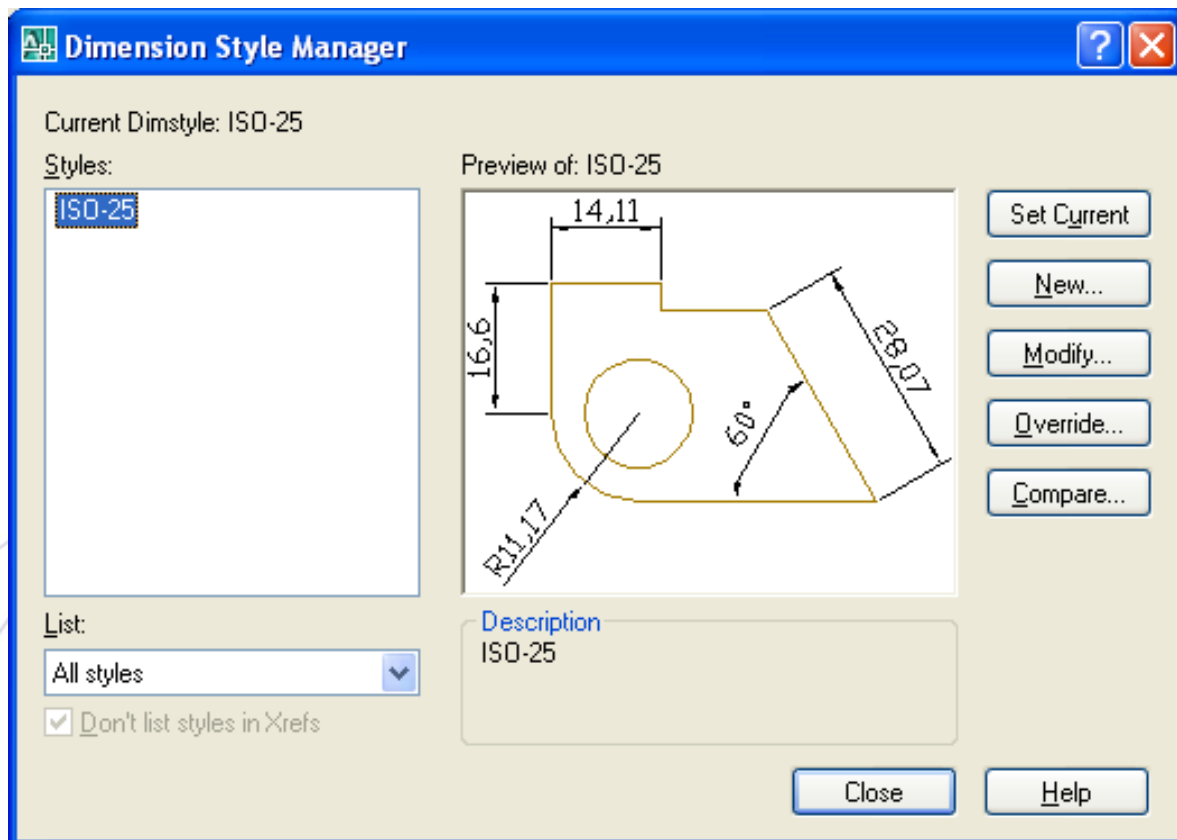 Dimension Style Manager
Current Dimstyle: ISO-25
Styles:
ISO-25
Preview of: ISO-25
14,11
16,6
28,07
60°
R11,17
Set Current
New...
Modify...
Override...
Compare...
List:
All styles
Don't list styles in Xrefs
Description
ISO-25
Close
Help